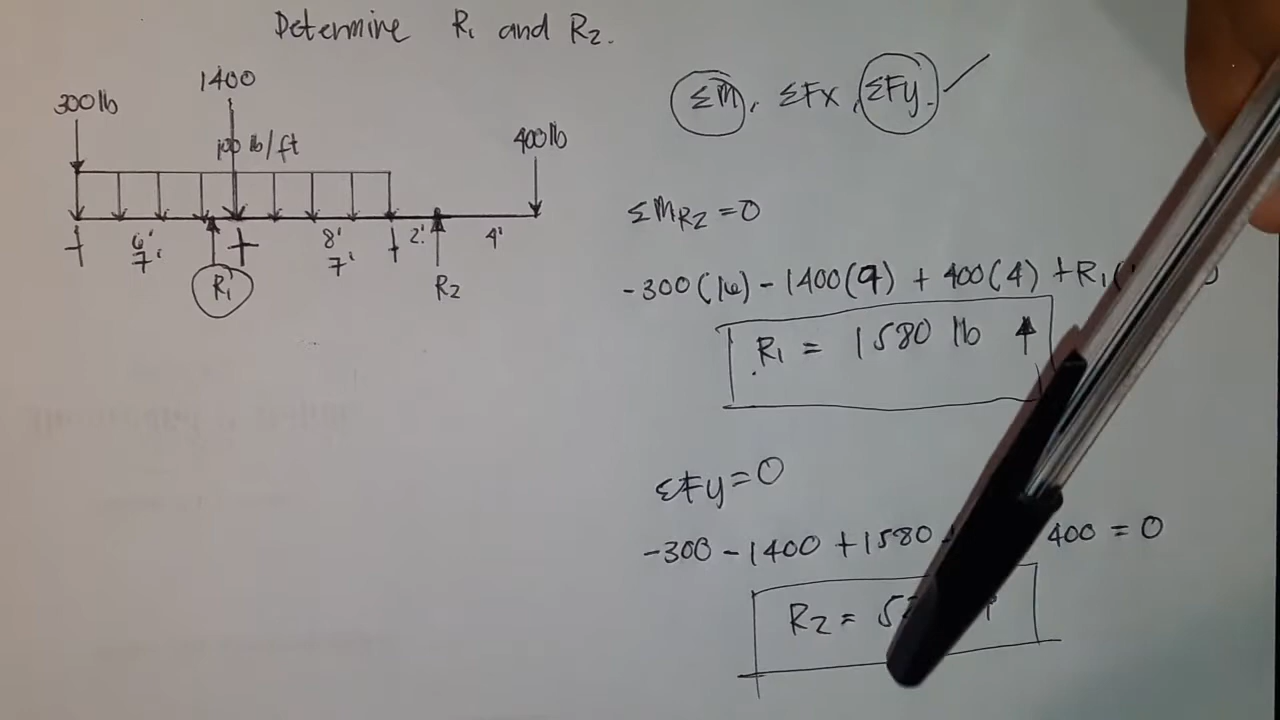 Determine R1 and R2.
1400
300 lb
100 lb/ft
400 lb
6' 8' 2' 4'
7' 7'
R1 R2
ΣM, ΣFx, ΣFy.
ΣMR2=0
-300(16) - 1400(9) + 400(4) + R1(
R1 = 1580 lb ↑
ΣFy=0
-300 - 1400 + 1580 400 = 0
R2 =